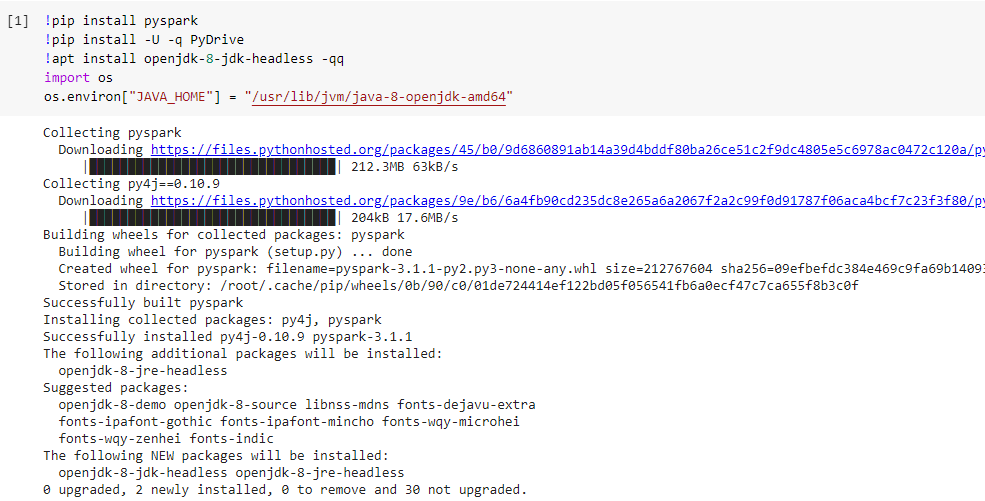 [1] !pip install pyspark
!pip install -U -q PyDrive
!apt install openjdk-8-jdk-headless -qq
import os
os.environ["JAVA_HOME"] = "/usr/lib/jvm/java-8-openjdk-amd64"
Collecting pyspark
Downloading https://files.pythonhosted.org/packages/45/b0/9d6860891ab14a39d4bddf80ba26ce51c2f9dc4805e5c6978ac0472c120a/py
| | 212.3MB 63kB/s
Collecting py4j==0.10.9
Downloading https://files.pythonhosted.org/packages/9e/b6/6a4fb90cd235dc8e265a6a2067f2a2c99f0d91787f06aca4bcf7c23f3f80/py
| | 204kB 17.6MB/s
Building wheels for collected packages: pyspark
Building wheel for pyspark (setup.py) ... done
Created wheel for pyspark: filename=pyspark-3.1.1-py2.py3-none-any.whl size=212767604 sha256=09efbefdc384e469c9fa69b14093
Stored in directory: /root/.cache/pip/wheels/0b/90/c0/01de724414ef122bd05f056541fb6a0ecf47c7ca655f8b3c0f
Successfully built pyspark
Installing collected packages: py4j, pyspark
Successfully installed py4j-0.10.9 pyspark-3.1.1
The following additional packages will be installed:
openjdk-8-jre-headless
Suggested packages:
openjdk-8-demo openjdk-8-source libnss-mdns fonts-dejavu-extra
fonts-ipafont-gothic fonts-ipafont-mincho fonts-wqy-microhei
fonts-wqy-zenhei fonts-indic
The following NEW packages will be installed:
openjdk-8-jdk-headless openjdk-8-jre-headless
0 upgraded, 2 newly installed, 0 to remove and 30 not upgraded.